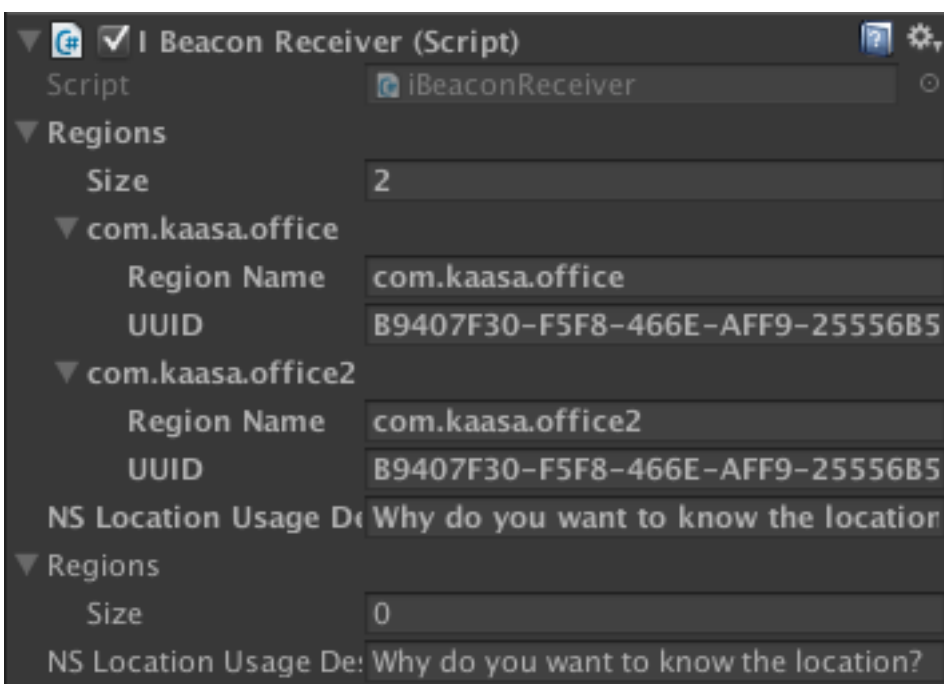 I Beacon Receiver (Script)
Script iBeaconReceiver
Regions
Size 2
com.kaasa.office
Region Name com.kaasa.office
UUID B9407F30-F5F8-466E-AFF9-25556B5
com.kaasa.office2
Region Name com.kaasa.office2
UUID B9407F30-F5F8-466E-AFF9-25556B5
NS Location Usage De Why do you want to know the location
Regions
Size 0
NS Location Usage Des Why do you want to know the location?